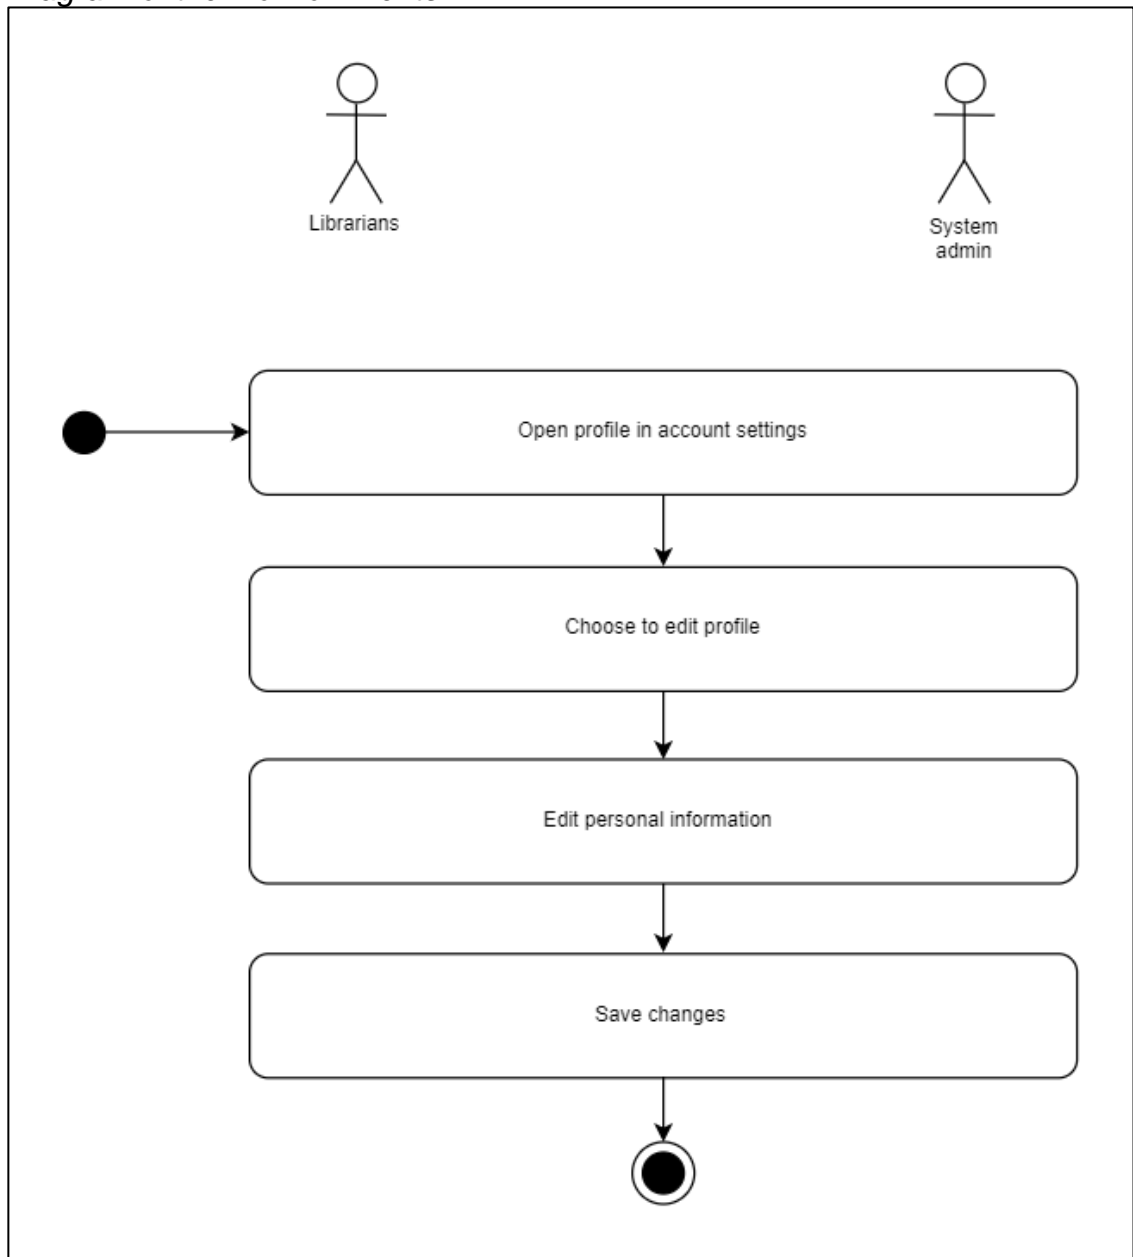 Librarians
System
admin
Open profile in account settings
Choose to edit profile
Edit personal information
Save changes